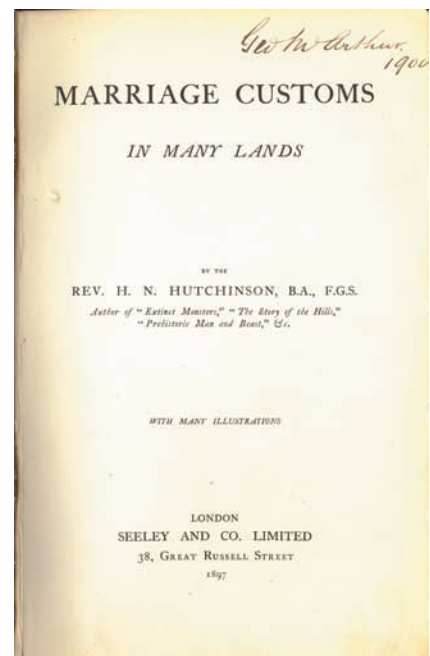 Geo McArthur.
1900
MARRIAGE CUSTOMS
IN MANY LANDS
BY THE
REV. H. N. HUTCHINSON, B.A., F.G.S.
Author of "Extinct Monsters," "The Story of the Hills,"
"Prehistoric Man and Beast," &c.
WITH MANY ILLUSTRATIONS
LONDON
SEELEY AND CO. LIMITED
38, GREAT RUSSELL STREET
1897